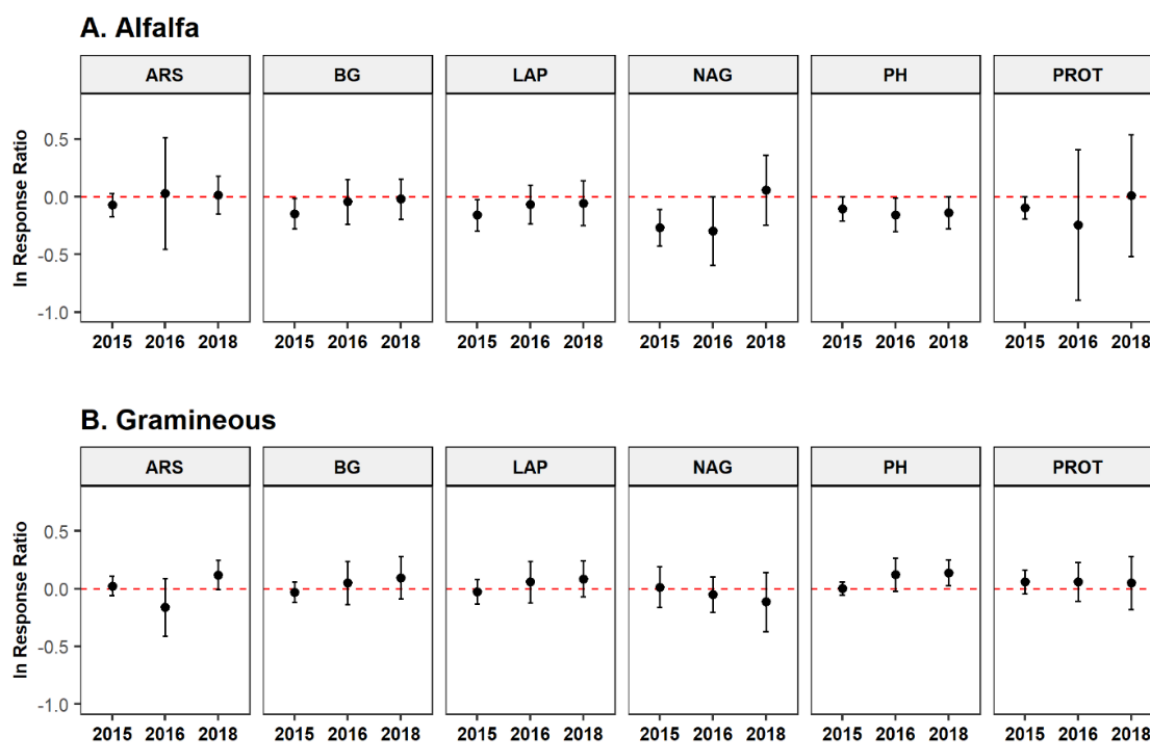 A. Alfalfa
ARS BG LAP NAG PH PROT
ln Response Ratio
0.5
0.0
-0.5
-1.0
2015 2016 2018 2015 2016 2018 2015 2016 2018 2015 2016 2018 2015 2016 2018 2015 2016 2018
B. Gramineous
ARS BG LAP NAG PH PROT
ln Response Ratio
0.5
0.0
-0.5
-1.0
2015 2016 2018 2015 2016 2018 2015 2016 2018 2015 2016 2018 2015 2016 2018 2015 2016 2018